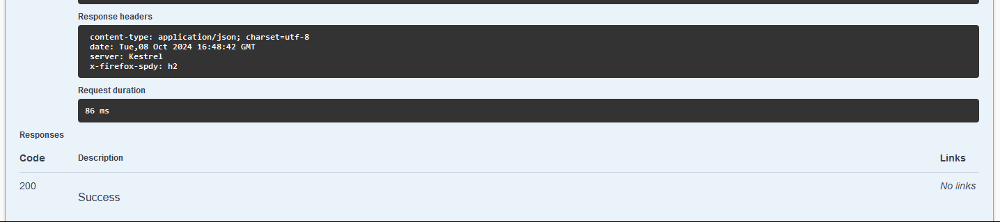 Response headers
content-type: application/json; charset=utf-8
date: Tue,08 Oct 2024 16:48:42 GMT
server: Kestrel
x-firefox-spdy: h2
Request duration
86 ms
Responses
Code Description Links
200 Success No links